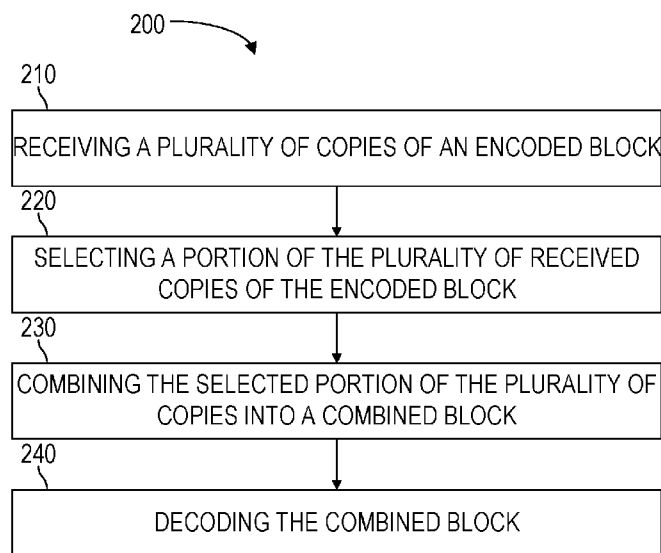 200
210
RECEIVING A PLURALITY OF COPIES OF AN ENCODED BLOCK
220
SELECTING A PORTION OF THE PLURALITY OF RECEIVED
COPIES OF THE ENCODED BLOCK
230
COMBINING THE SELECTED PORTION OF THE PLURALITY OF
COPIES INTO A COMBINED BLOCK
240
DECODING THE COMBINED BLOCK